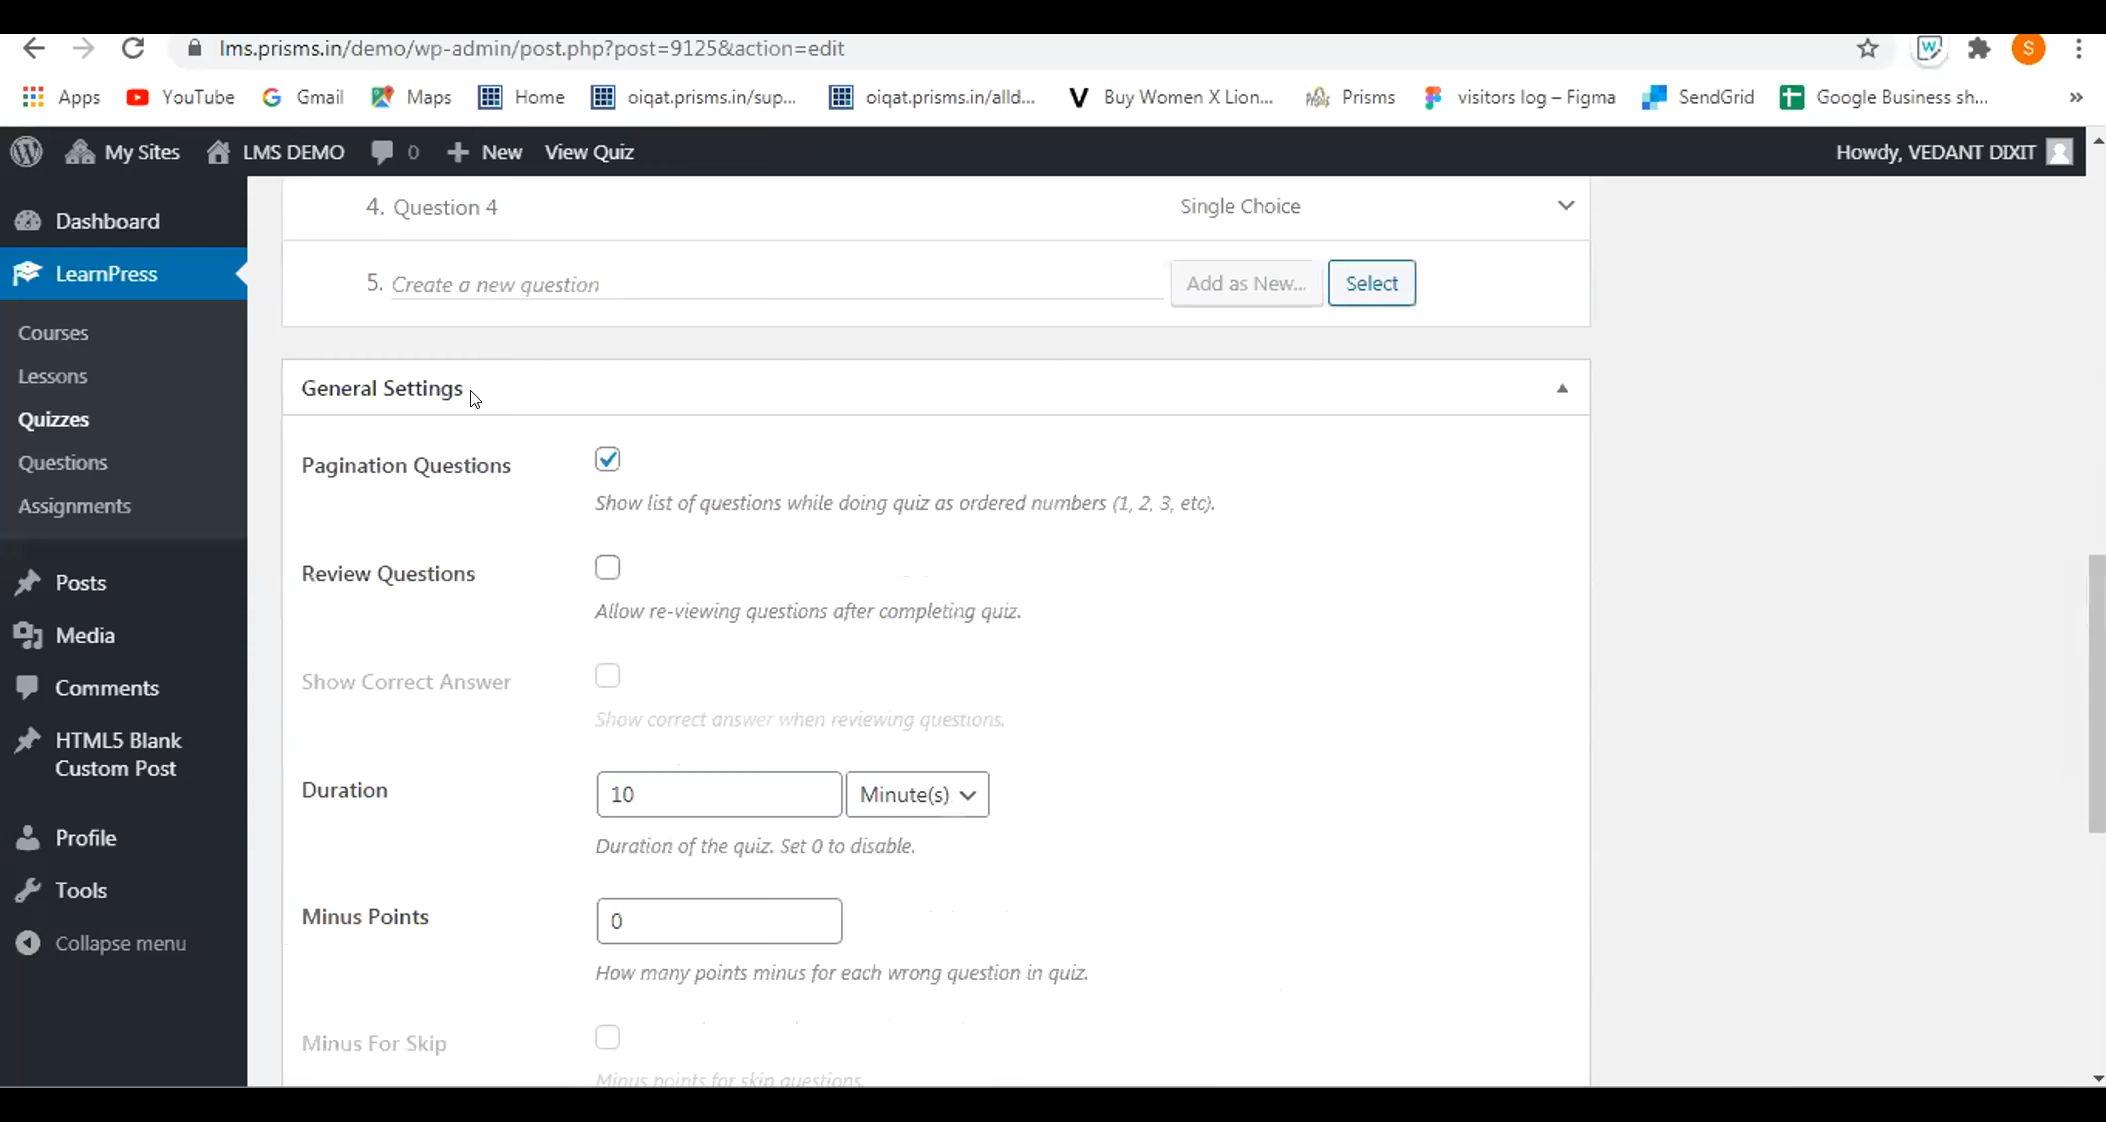 lms.prisms.in/demo/wp-admin/post.php?post=9125&action=edit
S
Apps YouTube Gmail Maps Home oiqat.prisms.in/sup... oiqat.prisms.in/alld... Buy Women X Lion... Prisms visitors log – Figma SendGrid Google Business sh... »
My Sites LMS DEMO 0 + New View Quiz Howdy, VEDANT DIXIT
Dashboard
LearnPress
Courses
Lessons
Quizzes
Questions
Assignments
Posts
Media
Comments
HTML5 Blank
Custom Post
Profile
Tools
Collapse menu
4. Question 4 Single Choice
5. Create a new question Add as New... Select
General Settings
Pagination Questions
Show list of questions while doing quiz as ordered numbers (1, 2, 3, etc).
Review Questions
Allow re-viewing questions after completing quiz.
Show Correct Answer
Show correct answer when reviewing questions.
Duration 10 Minute(s)
Duration of the quiz. Set 0 to disable.
Minus Points 0
How many points minus for each wrong question in quiz.
Minus For Skip
Minus points for skip questions.